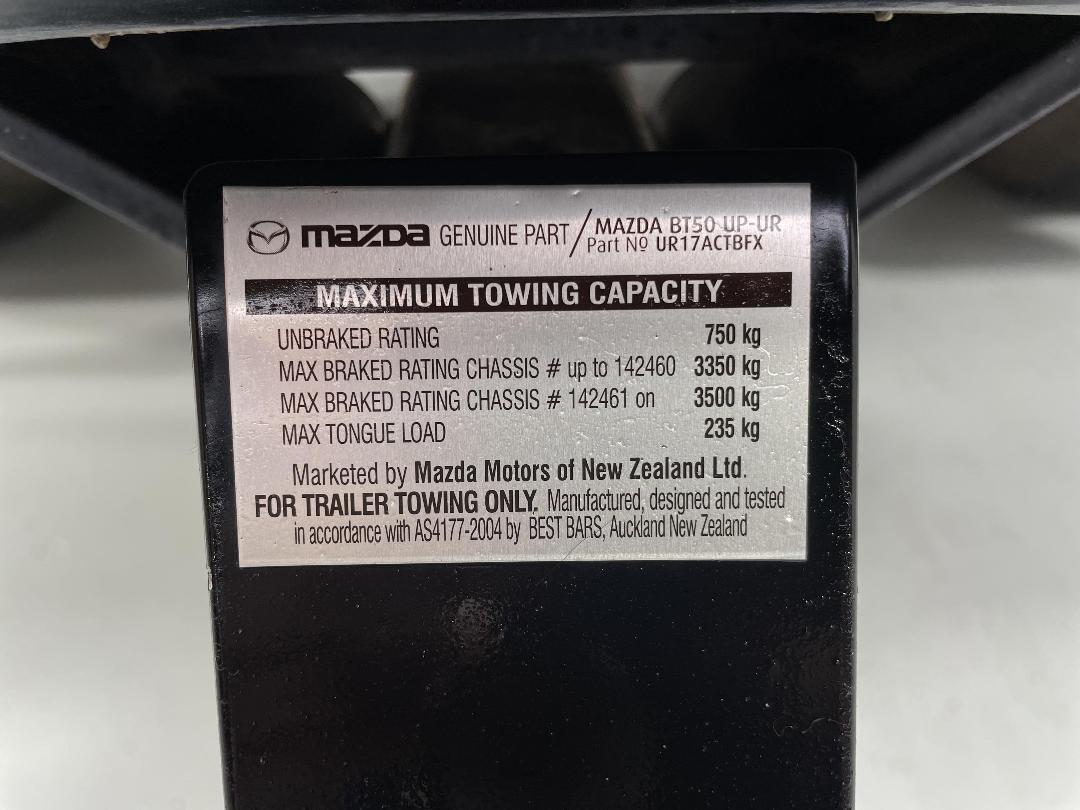 mazda GENUINE PART / MAZDA BT50 UP-UR
Part Nº UR17ACTBFX
MAXIMUM TOWING CAPACITY
UNBRAKED RATING 750 kg
MAX BRAKED RATING CHASSIS # up to 142460 3350 kg
MAX BRAKED RATING CHASSIS # 142461 on 3500 kg
MAX TONGUE LOAD 235 kg
Marketed by Mazda Motors of New Zealand Ltd.
FOR TRAILER TOWING ONLY. Manufactured, designed and tested
in accordance with AS4177-2004 by BEST BARS, Auckland New Zealand